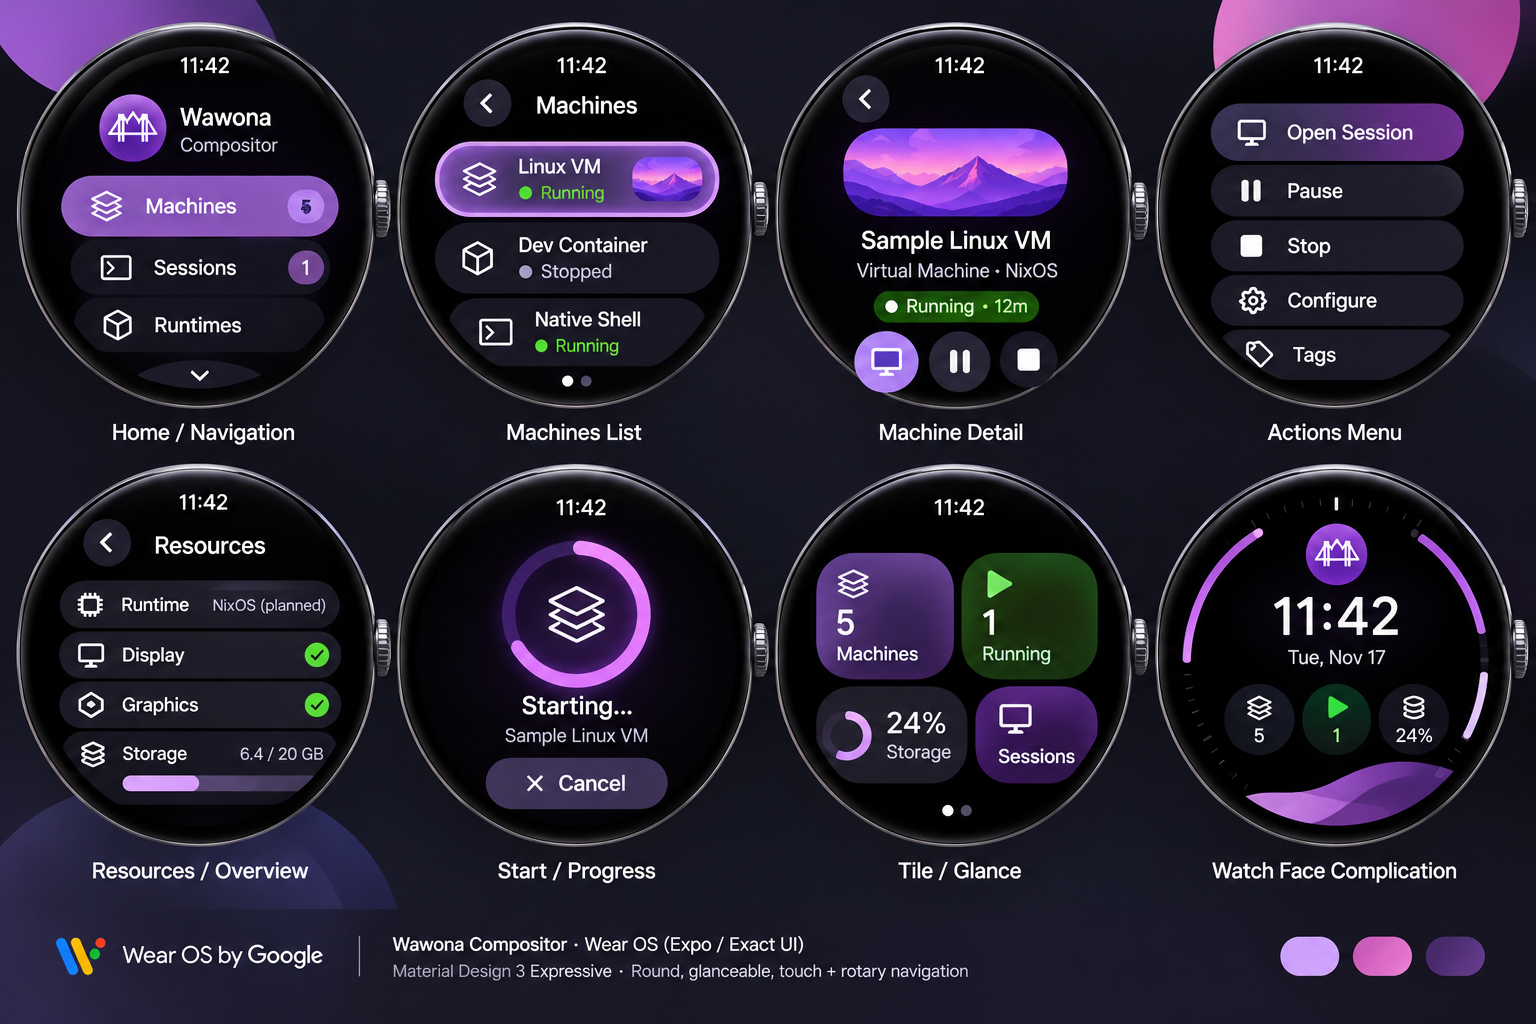 11:42
Wawona
Compositor
Machines
5
Sessions
1
Runtimes
Home / Navigation
11:42
Machines
Linux VM
Running
Dev Container
Stopped
Native Shell
Running
Machines List
11:42
Sample Linux VM
Virtual Machine • NixOS
Running • 12m
Machine Detail
11:42
Open Session
Pause
Stop
Configure
Tags
Actions Menu
11:42
Resources
Runtime NixOS (planned)
Display
Graphics
Storage 6.4 / 20 GB
Resources / Overview
11:42
Starting...
Sample Linux VM
Cancel
Start / Progress
11:42
5
Machines
1
Running
24%
Storage
Sessions
Tile / Glance
11:42
Tue, Nov 17
5
1
24%
Watch Face Complication
Wear OS by Google
Wawona Compositor · Wear OS (Expo / Exact UI)
Material Design 3 Expressive · Round, glanceable, touch + rotary navigation